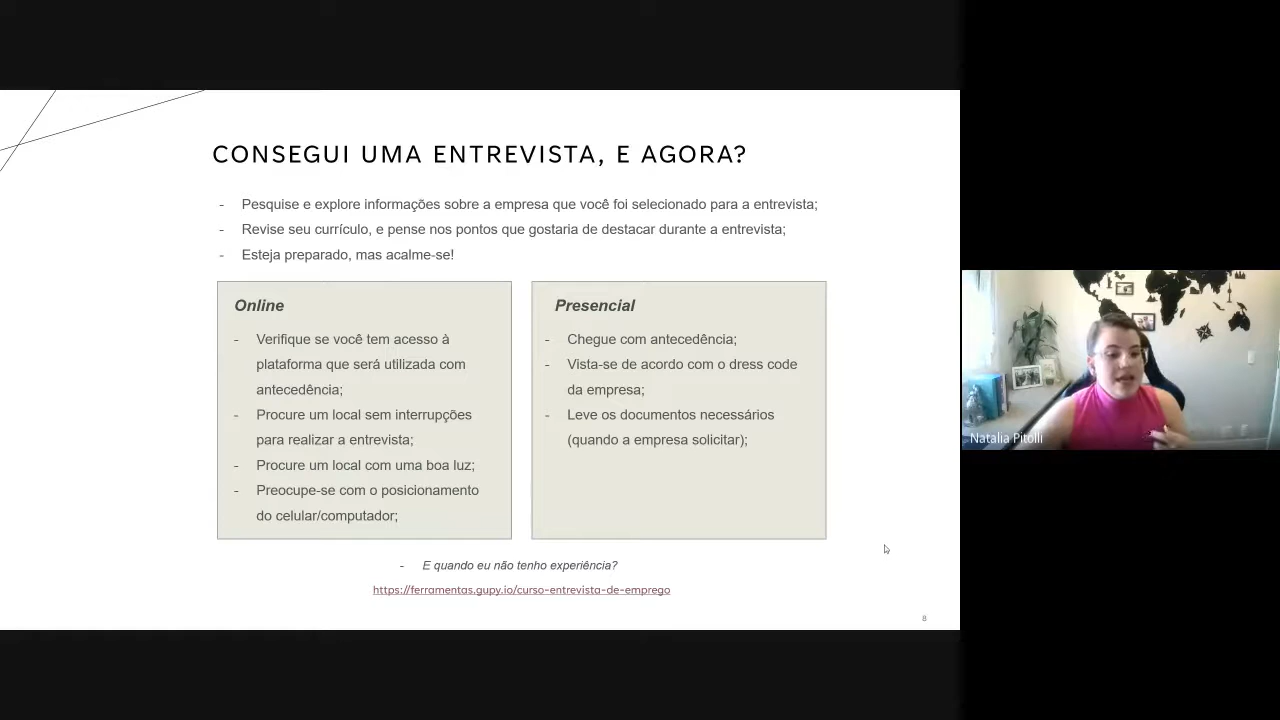 CONSEGUI UMA ENTREVISTA, E AGORA?
- Pesquise e explore informações sobre a empresa que você foi selecionado para a entrevista;
- Revise seu currículo, e pense nos pontos que gostaria de destacar durante a entrevista;
- Esteja preparado, mas acalme-se!
Online
- Verifique se você tem acesso à
plataforma que será utilizada com
antecedência;
- Procure um local sem interrupções
para realizar a entrevista;
- Procure um local com uma boa luz;
- Preocupe-se com o posicionamento
do celular/computador;
Presencial
- Chegue com antecedência;
- Vista-se de acordo com o dress code
da empresa;
- Leve os documentos necessários
(quando a empresa solicitar);
- E quando eu não tenho experiência?
https://ferramentas.gupy.io/curso-entrevista-de-emprego
8
Natalia Pitolli